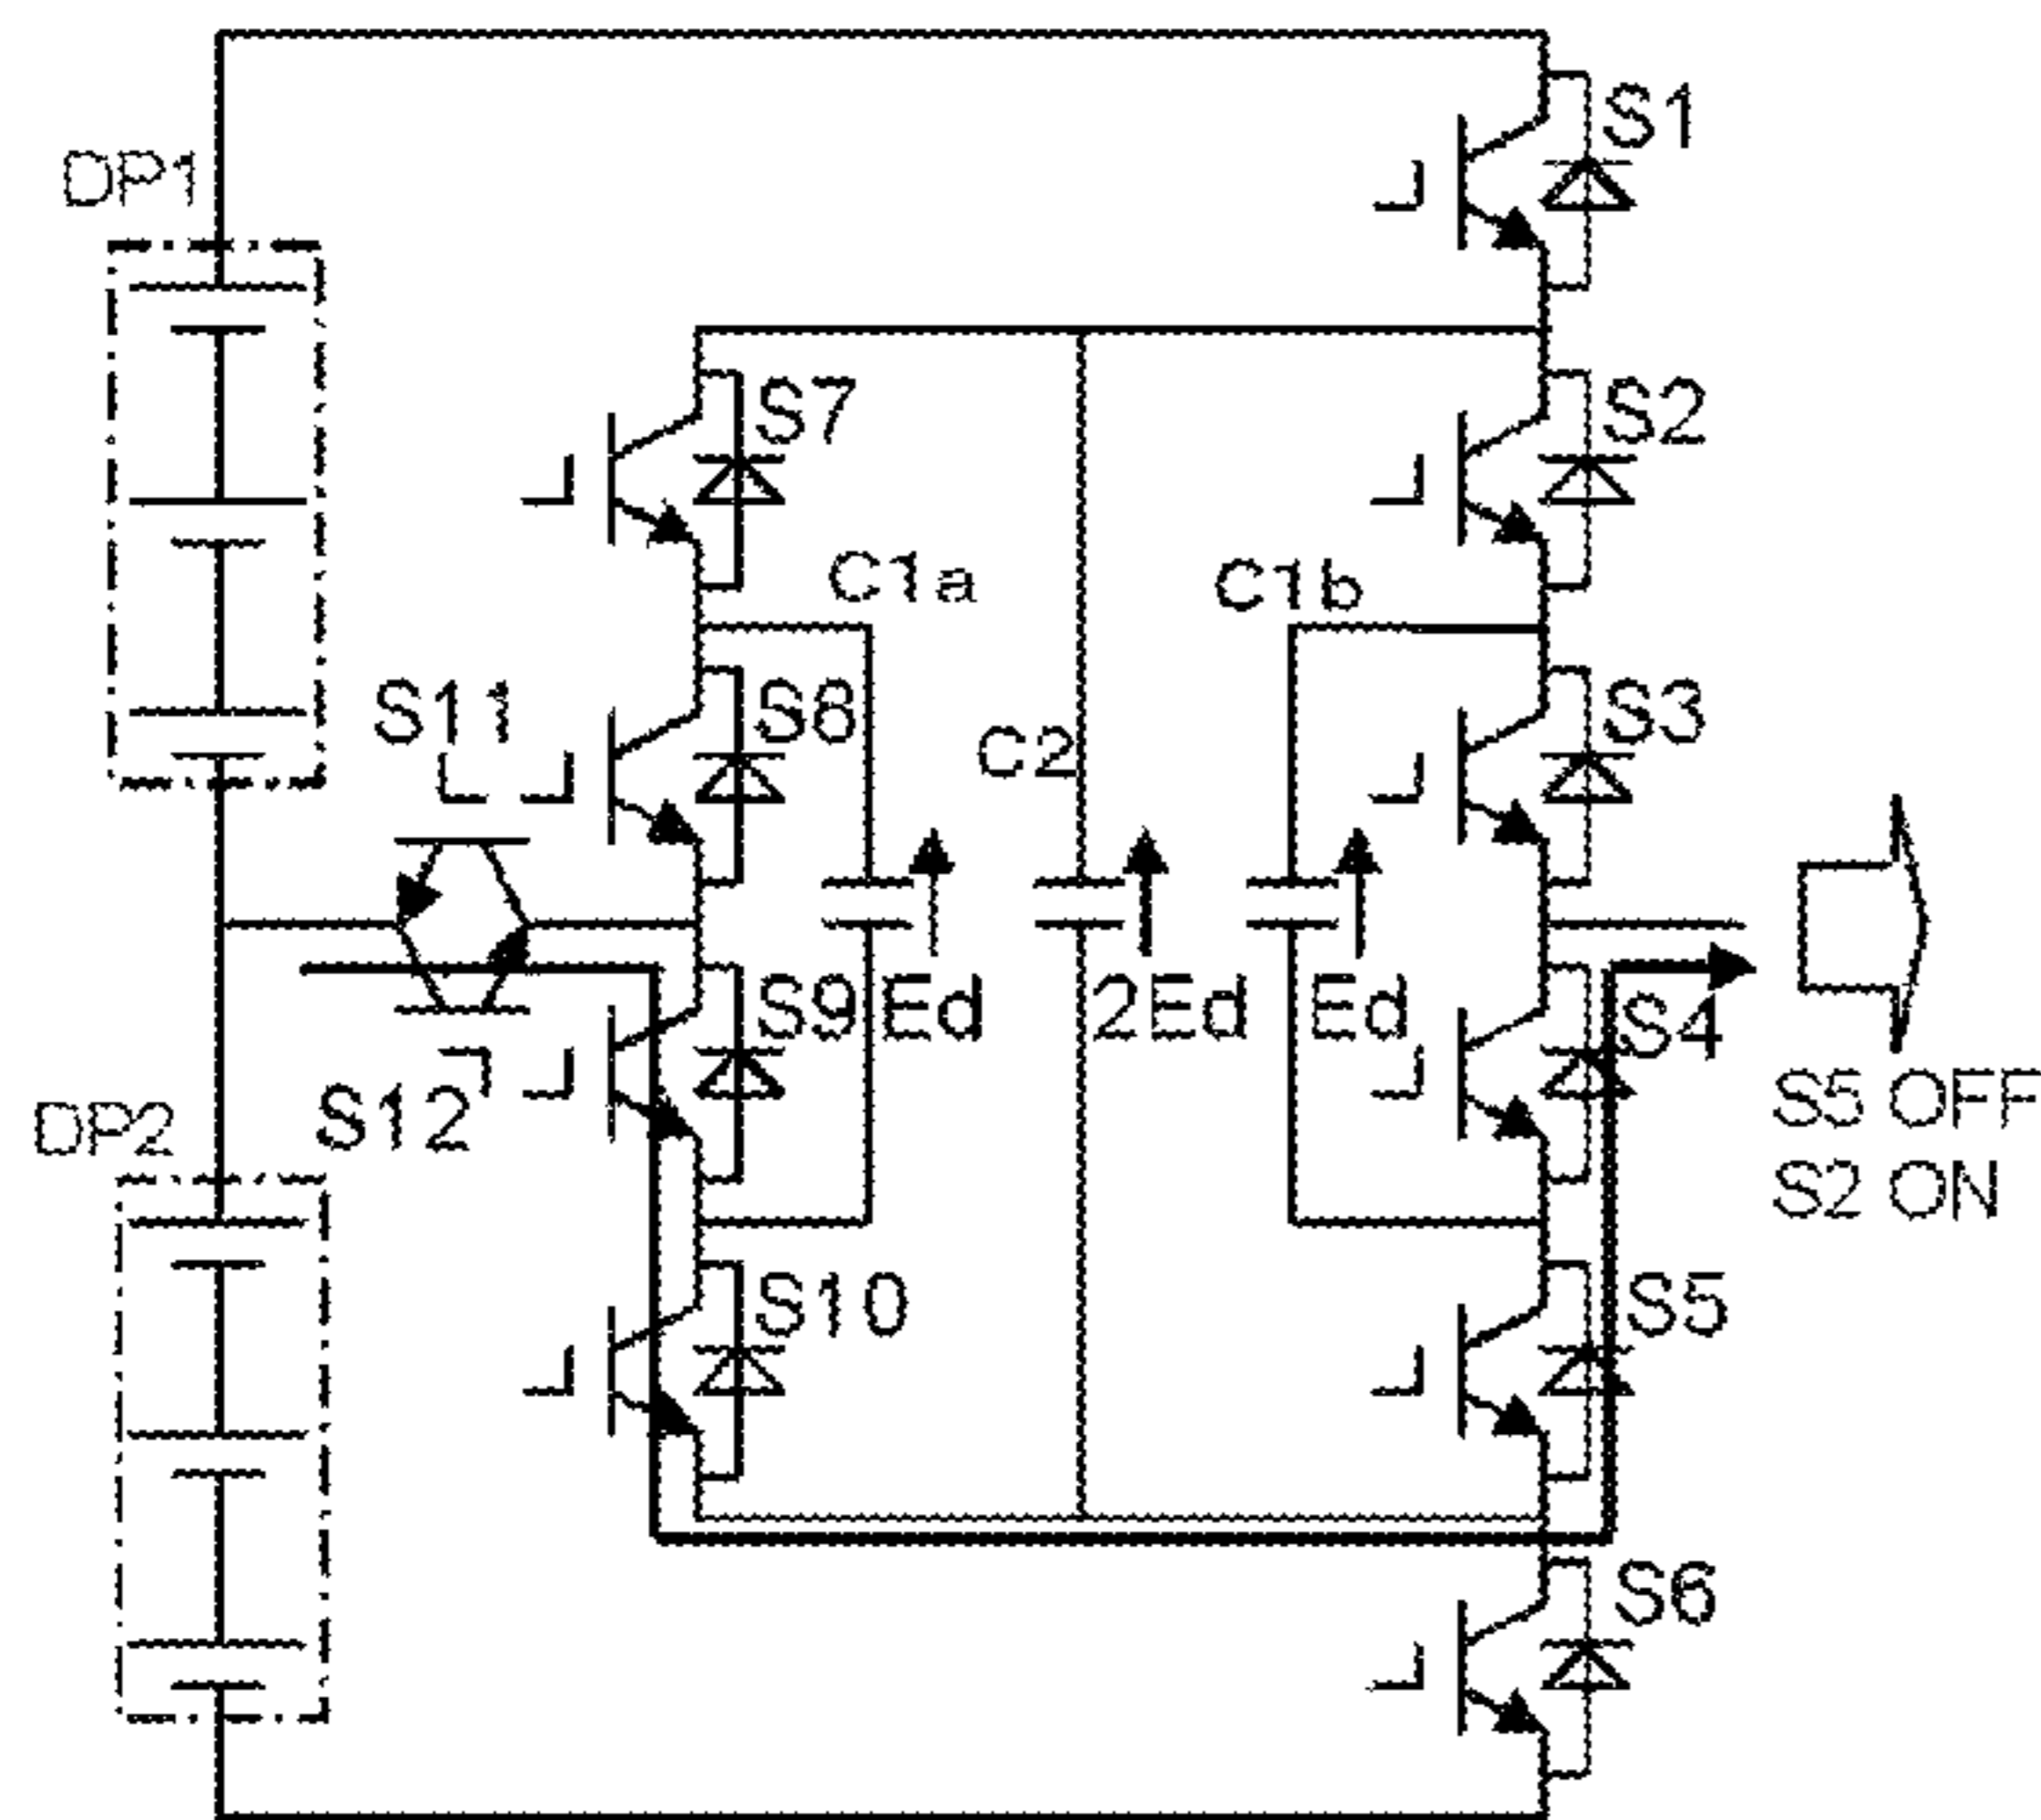 S1
DP1
S7
S2
C1a
C1b
S11
S8
S3
C2
S9
Ed
2Ed
Ed
S4
DP2
S12
S5 OFF
S2 ON
S10
S5
S6